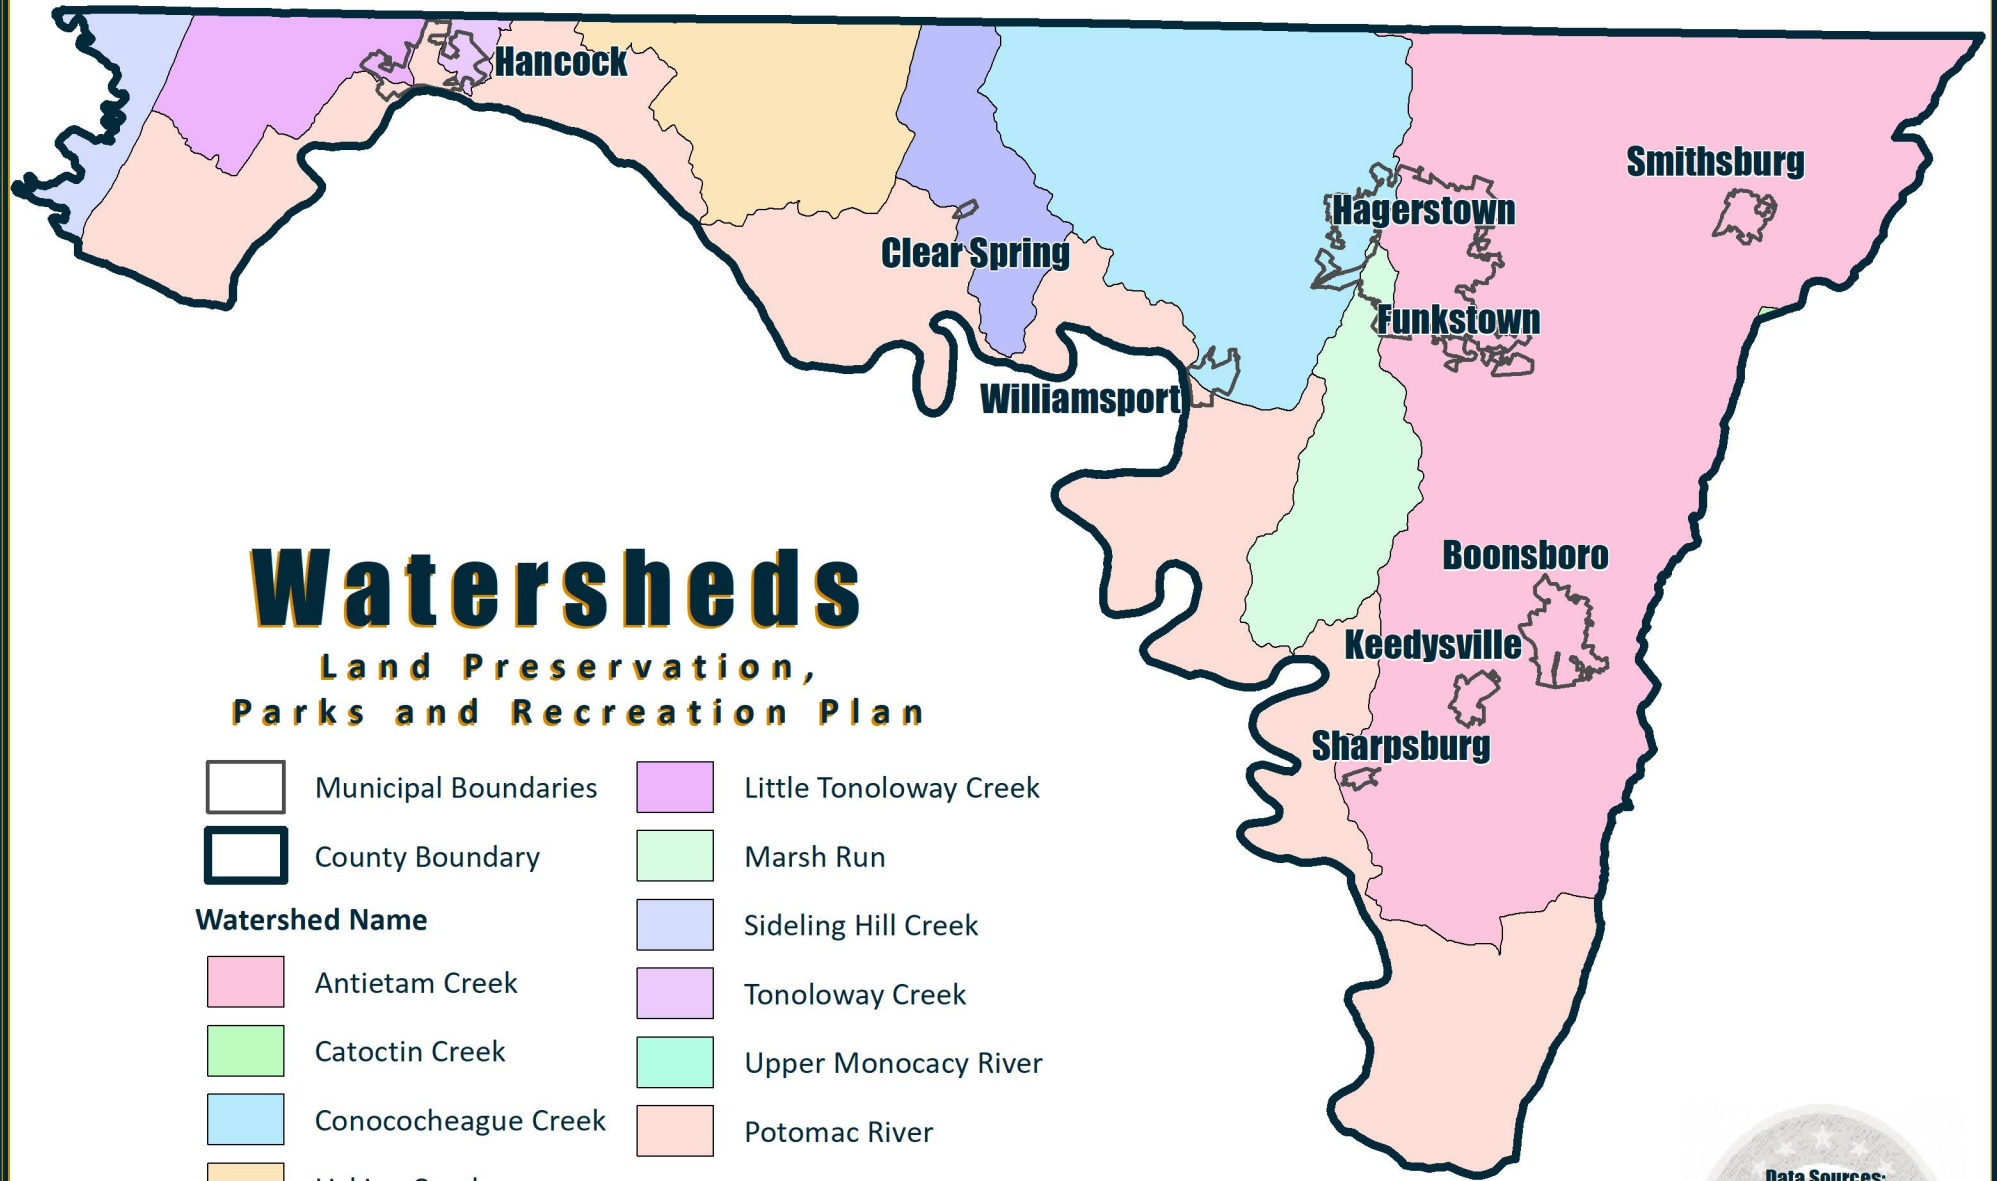 Hancock
Smithsburg
Hagerstown
Clear Spring
Funkstown
Williamsport
Boonsboro
Keedysville
Sharpsburg
Watersheds
Land Preservation,
Parks and Recreation Plan
Municipal Boundaries
County Boundary
Watershed Name
Antietam Creek
Catoctin Creek
Conococheague Creek
Little Tonoloway Creek
Marsh Run
Sideling Hill Creek
Tonoloway Creek
Upper Monocacy River
Potomac River
Data Sources: